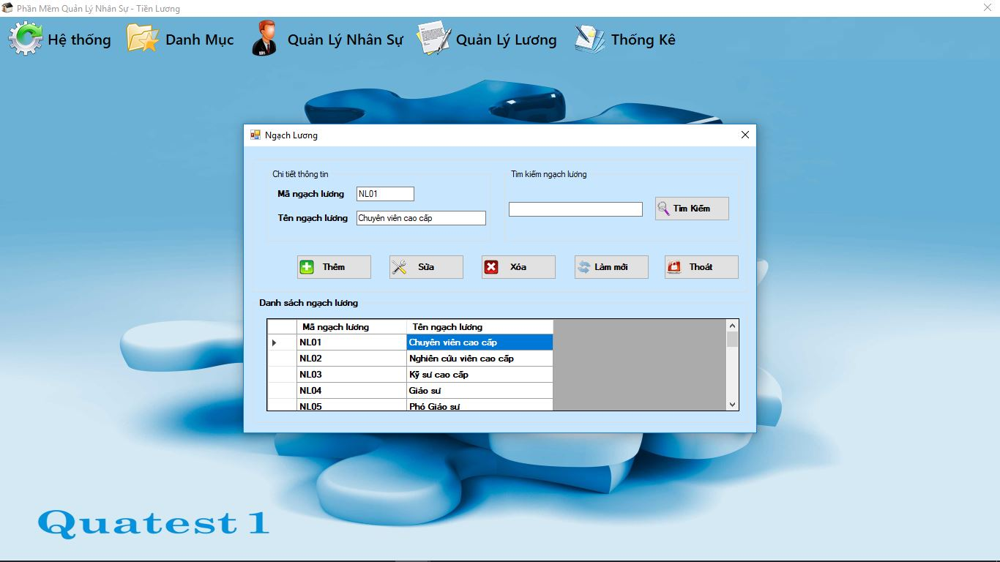 Phần Mềm Quản Lý Nhân Sự - Tiền Lương
Hệ thống Danh Mục Quản Lý Nhân Sự Quản Lý Lương Thống Kê
Ngạch Lương
Chi tiết thông tin
Mã ngạch lương NL01
Tên ngạch lương Chuyên viên cao cấp
Tìm kiếm ngạch lương
Tìm Kiếm
Thêm Sửa Xóa Làm mới Thoát
Danh sách ngạch lương
Mã ngạch lương Tên ngạch lương
NL01 Chuyên viên cao cấp
NL02 Nghiên cứu viên cao cấp
NL03 Kỹ sư cao cấp
NL04 Giáo sư
NL05 Phó Giáo sư
Quatest 1